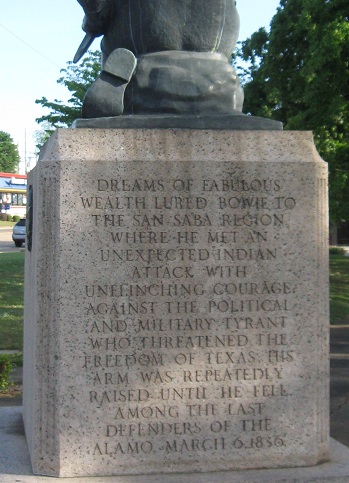 DREAMS OF FABULOUS
WEALTH LURED BOWIE TO
THE SAN SABA REGION
WHERE HE MET AN
UNEXPECTED INDIAN
ATTACK WITH
UNFLINCHING COURAGE.
AGAINST THE POLITICAL
AND MILITARY TYRANT
WHO THREATENED THE
FREEDOM OF TEXAS, HIS
ARM WAS REPEATEDLY
RAISED UNTIL HE FELL
AMONG THE LAST
DEFENDERS OF THE
ALAMO, MARCH 6, 1836.